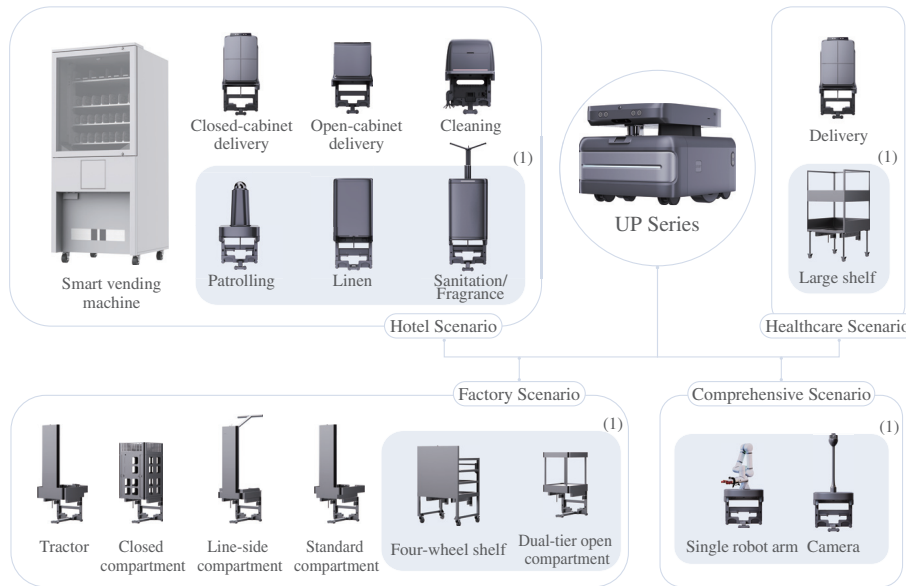 Closed-cabinet
delivery
Open-cabinet
delivery
Cleaning
(1)
Patrolling
Linen
Sanitation/
Fragrance
Smart vending
machine
Hotel Scenario
UP Series
Delivery
(1)
Large shelf
Healthcare Scenario
Factory Scenario
(1)
Tractor
Closed
compartment
Line-side
compartment
Standard
compartment
Four-wheel shelf
Dual-tier open
compartment
Comprehensive Scenario
(1)
Single robot arm
Camera